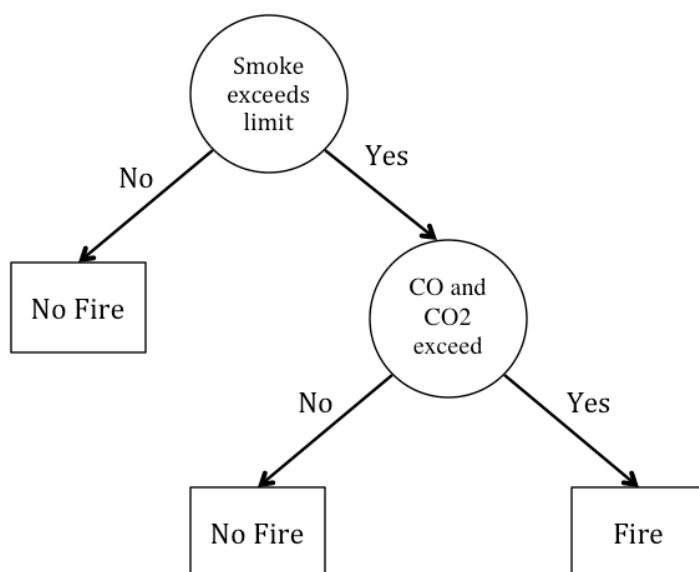 Smoke
exceeds
limit
No
Yes
No Fire
CO and
CO2
exceed
No
Yes
No Fire
Fire